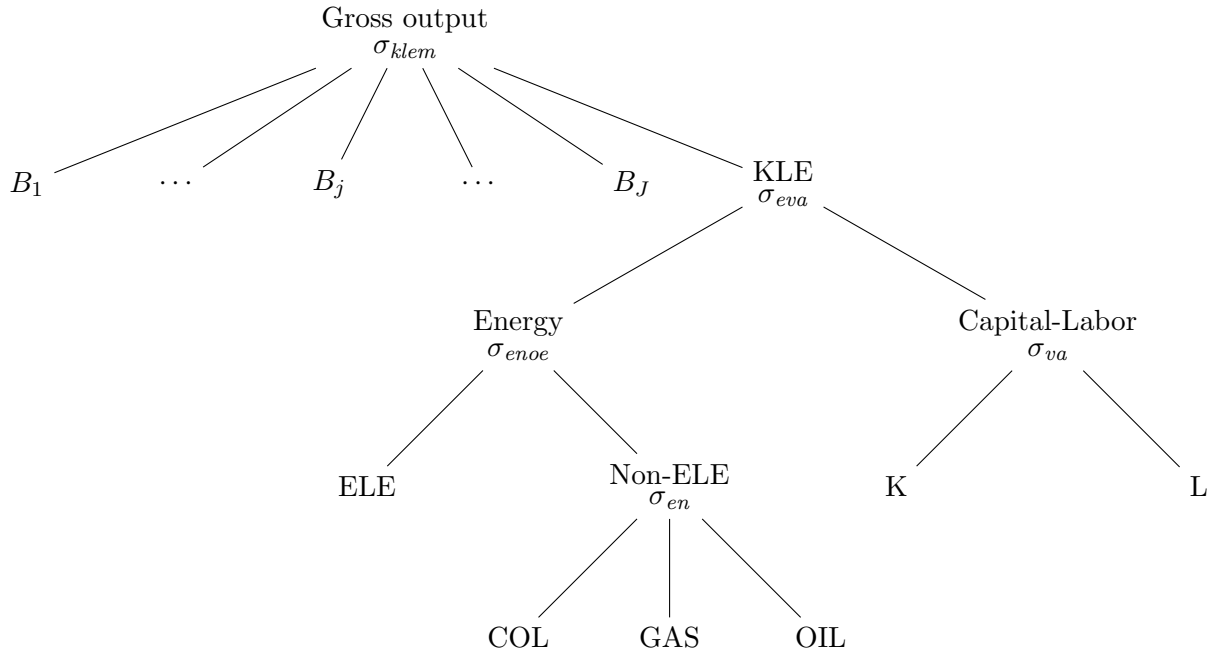 Gross output
σ_klem
B_1
⋯
B_j
⋯
B_J
KLE
σ_eva
Energy
σ_enoe
Capital-Labor
σ_va
ELE
Non-ELE
σ_en
K
L
COL
GAS
OIL